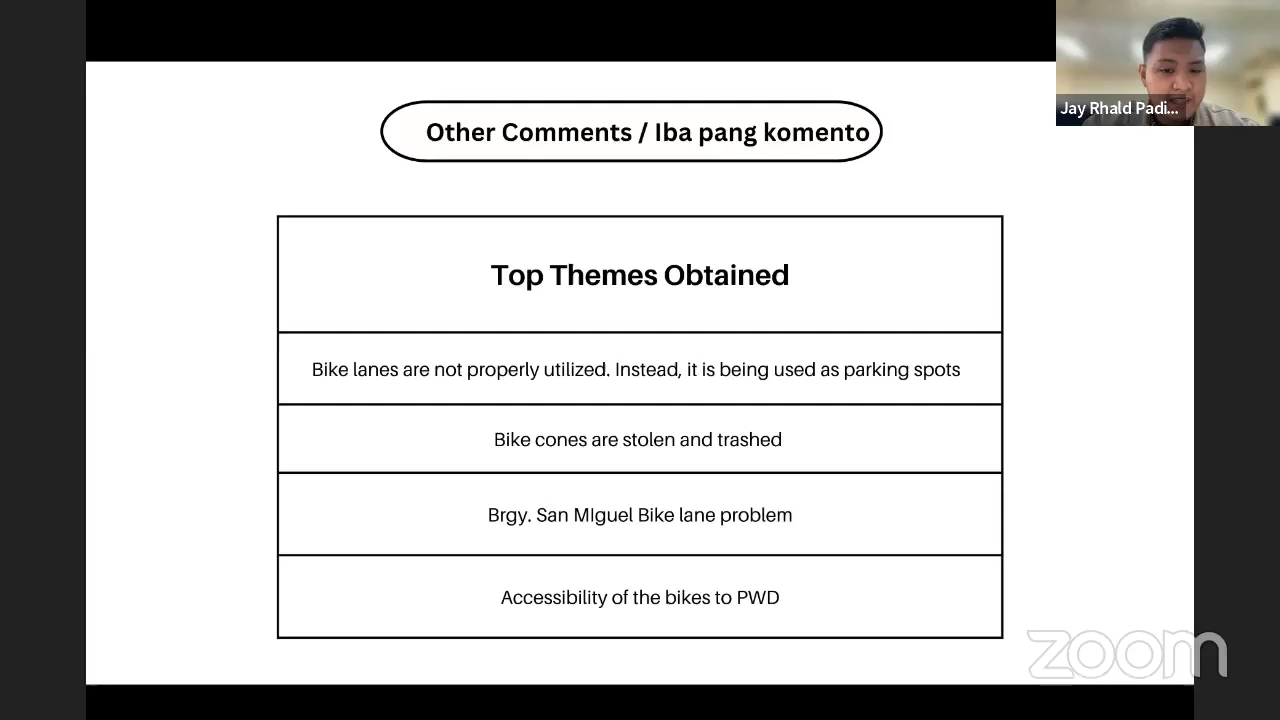 Jay Rhald Padi...
Other Comments / Iba pang komento
Top Themes Obtained
Bike lanes are not properly utilized. Instead, it is being used as parking spots
Bike cones are stolen and trashed
Brgy. San MIguel Bike lane problem
Accessibility of the bikes to PWD
zoom